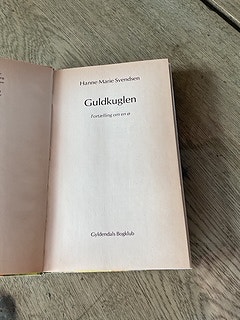 Hanne Marie Svendsen
Guldkuglen
Fortælling om en ø
Gyldendals Bogklub